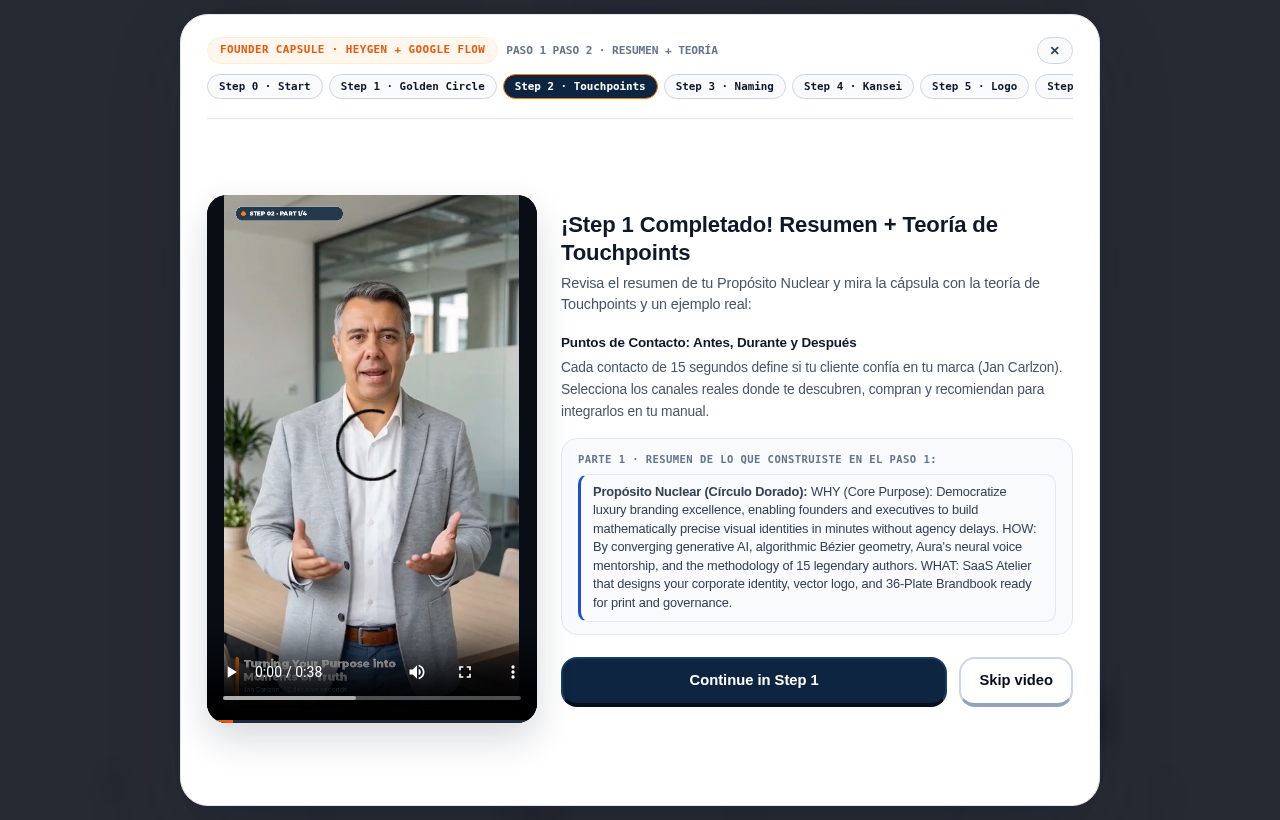 FOUNDER CAPSULE · HEYGEN + GOOGLE FLOW
PASO 1 PASO 2 · RESUMEN + TEORÍA
✕
Step 0 · Start
Step 1 · Golden Circle
Step 2 · Touchpoints
Step 3 · Naming
Step 4 · Kansei
Step 5 · Logo
Step
STEP 02 · PART 1/4
Turning Your Purpose into
Moments of Truth
0:00 / 0:38
¡Step 1 Completado! Resumen + Teoría de
Touchpoints
Revisa el resumen de tu Propósito Nuclear y mira la cápsula con la teoría de
Touchpoints y un ejemplo real:
Puntos de Contacto: Antes, Durante y Después
Cada contacto de 15 segundos define si tu cliente confía en tu marca (Jan Carlzon).
Selecciona los canales reales donde te descubren, compran y recomiendan para
integrarlos en tu manual.
PARTE 1 · RESUMEN DE LO QUE CONSTRUISTE EN EL PASO 1:
Propósito Nuclear (Círculo Dorado): WHY (Core Purpose): Democratize
luxury branding excellence, enabling founders and executives to build
mathematically precise visual identities in minutes without agency delays. HOW:
By converging generative AI, algorithmic Bézier geometry, Aura's neural voice
mentorship, and the methodology of 15 legendary authors. WHAT: SaaS Atelier
that designs your corporate identity, vector logo, and 36-Plate Brandbook ready
for print and governance.
Continue in Step 1
Skip video